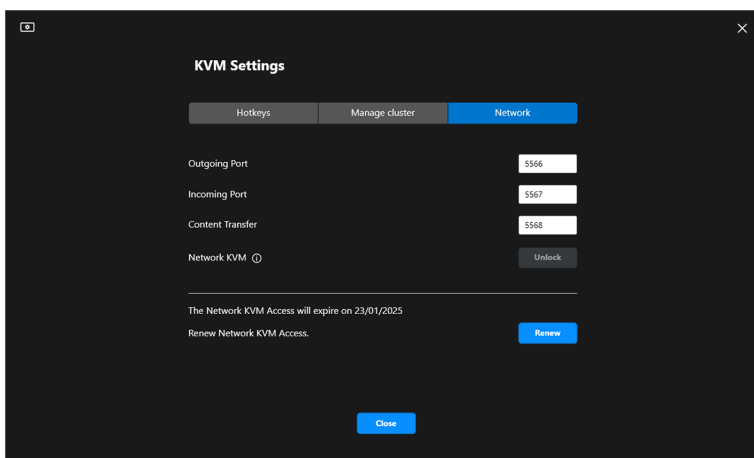 KVM Settings
Hotkeys Manage cluster Network
Outgoing Port 5566
Incoming Port 5567
Content Transfer 5568
Network KVM Unlock
The Network KVM Access will expire on 23/01/2025
Renew Network KVM Access. Renew
Close